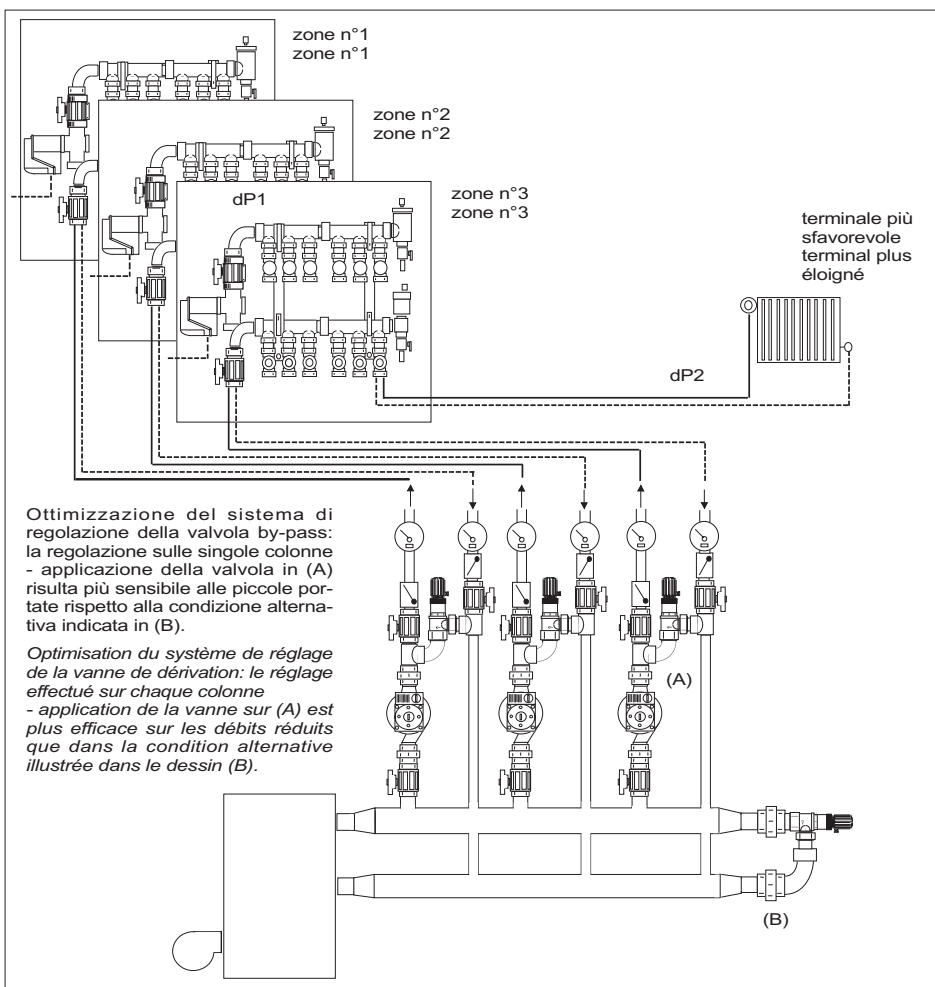 zone n°1
zone n°1
zone n°2
zone n°2
zone n°3
zone n°3
dP1
terminale più
sfavorevole
terminal plus
éloigné
dP2
Ottimizzazione del sistema di
regolazione della valvola by-pass:
la regolazione sulle singole colonne
- applicazione della valvola in (A)
risulta più sensibile alle piccole por-
tate rispetto alla condizione alterna-
tiva indicata in (B).
Optimisation du système de réglage
de la vanne de dérivation: le réglage
effectué sur chaque colonne
- application de la vanne sur (A) est
plus efficace sur les débits réduits
que dans la condition alternative
illustrée dans le dessin (B).
(A)
(B)